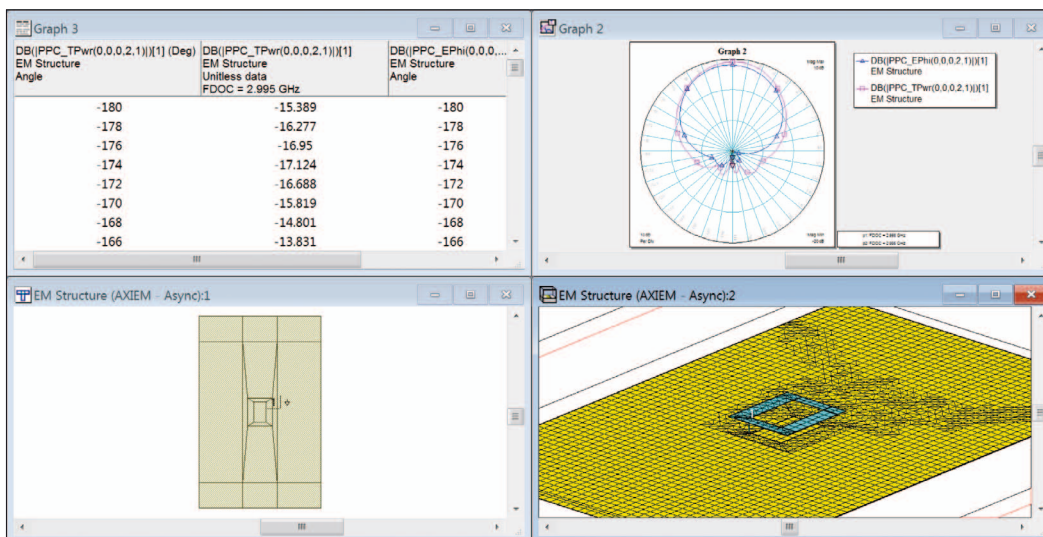 Graph 3
DB(|PPC_TPwr(0,0,0,2,1)|)[1] (Deg) DB(|PPC_TPwr(0,0,0,2,1)|)[1] DB(|PPC_EPhi(0,0,0,...
EM Structure EM Structure EM Structure
Angle Unitless data Angle
FDOC = 2.995 GHz
-180 -15.389 -180
-178 -16.277 -178
-176 -16.95 -176
-174 -17.124 -174
-172 -16.688 -172
-170 -15.819 -170
-168 -14.801 -168
-166 -13.831 -166
Graph 2
Graph 2
DB(|PPC_EPhi(0,0,0,2,1)|)[1]
EM Structure
DB(|PPC_TPwr(0,0,0,2,1)|)[1]
EM Structure
EM Structure (AXIEM - Async):1
EM Structure (AXIEM - Async):2
1